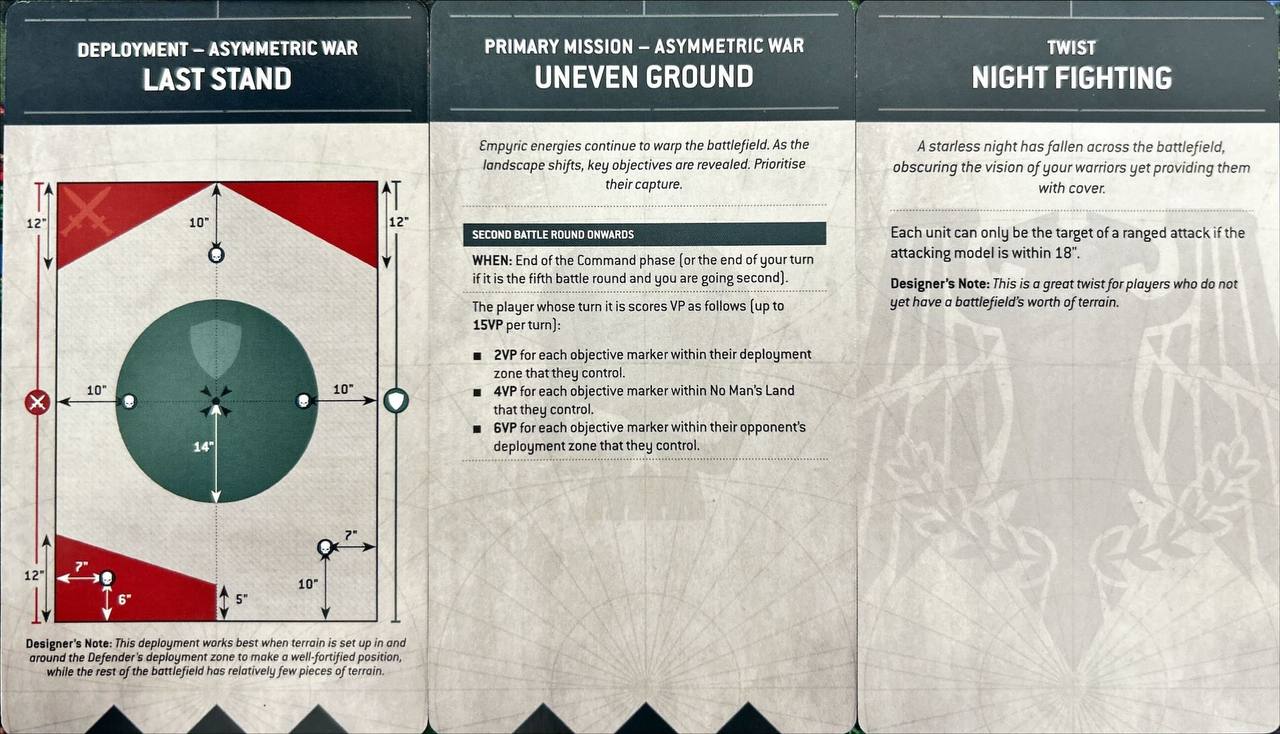 DEPLOYMENT – ASYMMETRIC WAR
LAST STAND
12"
10"
12"
10"
10"
14"
7"
7"
12"
6"
5"
10"
Designer's Note: This deployment works best when terrain is set up in and
around the Defender's deployment zone to make a well-fortified position,
while the rest of the battlefield has relatively few pieces of terrain.
PRIMARY MISSION – ASYMMETRIC WAR
UNEVEN GROUND
Empyric energies continue to warp the battlefield. As the
landscape shifts, key objectives are revealed. Prioritise
their capture.
SECOND BATTLE ROUND ONWARDS
WHEN: End of the Command phase (or the end of your turn
if it is the fifth battle round and you are going second).
The player whose turn it is scores VP as follows (up to
15VP per turn):
■ 2VP for each objective marker within their deployment
zone that they control.
■ 4VP for each objective marker within No Man's Land
that they control.
■ 6VP for each objective marker within their opponent's
deployment zone that they control.
TWIST
NIGHT FIGHTING
A starless night has fallen across the battlefield,
obscuring the vision of your warriors yet providing them
with cover.
Each unit can only be the target of a ranged attack if the
attacking model is within 18".
Designer's Note: This is a great twist for players who do not
yet have a battlefield's worth of terrain.